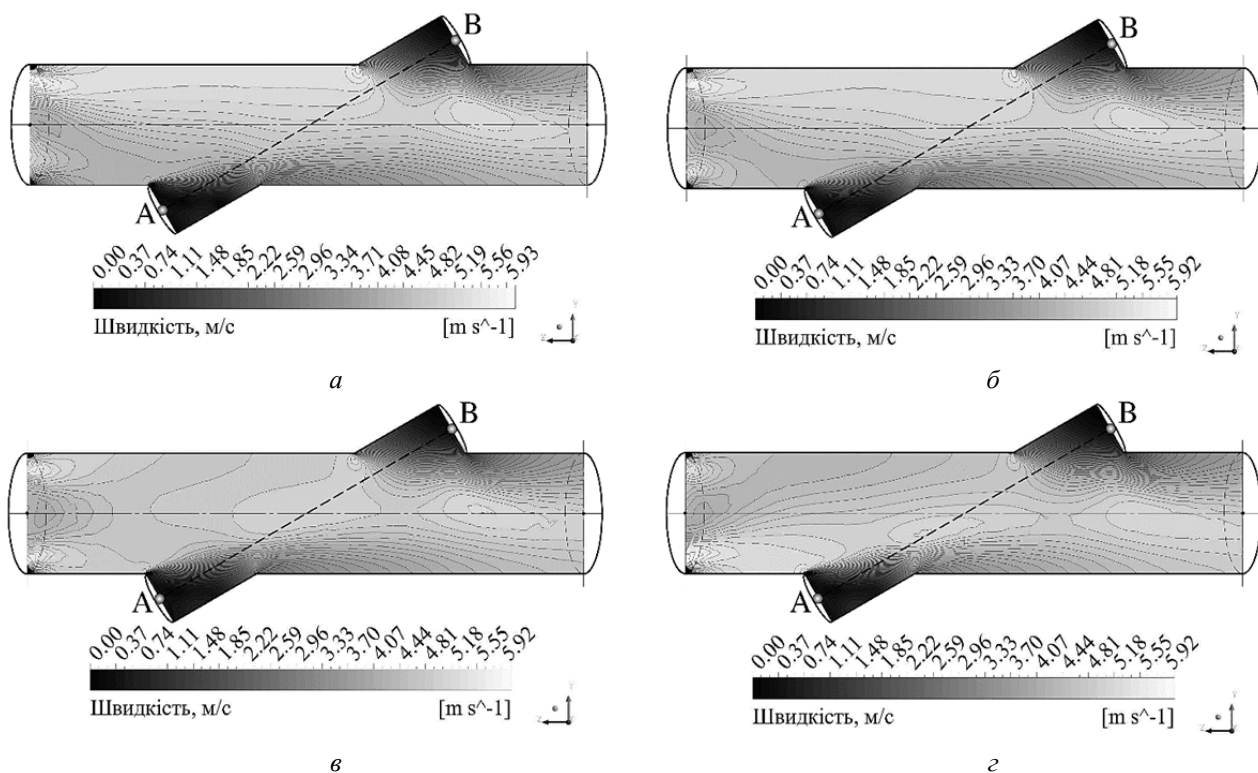 B
A
0.00 0.37 0.74 1.11 1.48 1.85 2.22 2.59 2.96 3.34 3.71 4.08 4.45 4.82 5.19 5.56 5.93
Швидкість, м/с [m s^-1]
Y
Z
а
B
A
0.00 0.37 0.74 1.11 1.48 1.85 2.22 2.59 2.96 3.33 3.70 4.07 4.44 4.81 5.18 5.55 5.92
Швидкість, м/с [m s^-1]
Y
Z
б
B
A
0.00 0.37 0.74 1.11 1.48 1.85 2.22 2.59 2.96 3.33 3.70 4.07 4.44 4.81 5.18 5.55 5.92
Швидкість, м/с [m s^-1]
Y
Z
в
B
A
0.00 0.37 0.74 1.11 1.48 1.85 2.22 2.59 2.96 3.33 3.70 4.07 4.44 4.81 5.18 5.55 5.92
Швидкість, м/с [m s^-1]
Y
Z
г